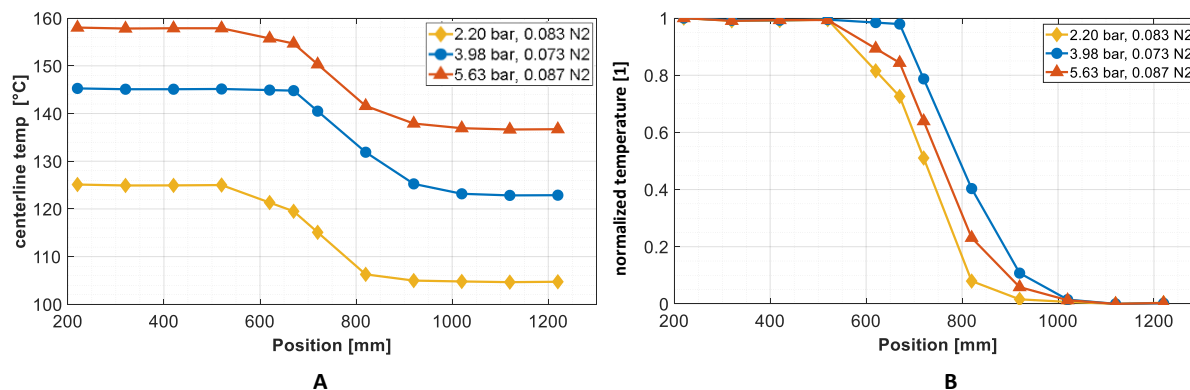 160
150
140
130
120
110
100
200
400
600
800
1000
1200
centerline temp [°C]
Position [mm]
2.20 bar, 0.083 N2
3.98 bar, 0.073 N2
5.63 bar, 0.087 N2
A
1
0.8
0.6
0.4
0.2
0
200
400
600
800
1000
1200
normalized temperature [1]
Position [mm]
2.20 bar, 0.083 N2
3.98 bar, 0.073 N2
5.63 bar, 0.087 N2
B